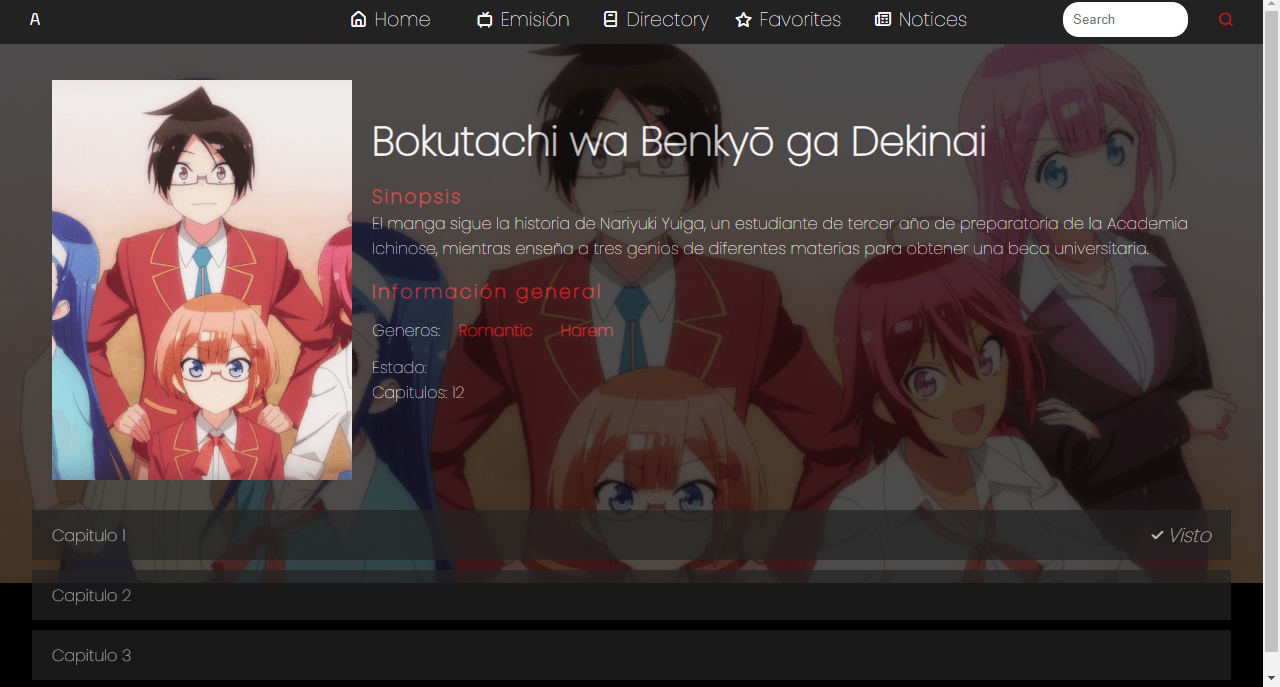 A
Home
Emisión
Directory
Favorites
Notices
Search
Bokutachi wa Benkyō ga Dekinai
Sinopsis
El manga sigue la historia de Nariyuki Yuiga, un estudiante de tercer año de preparatoria de la Academia
Ichinose, mientras enseña a tres genios de diferentes materias para obtener una beca universitaria.
Información general
Generos: Romantic Harem
Estado:
Capitulos: 12
Capitulo 1
Visto
Capitulo 2
Capitulo 3